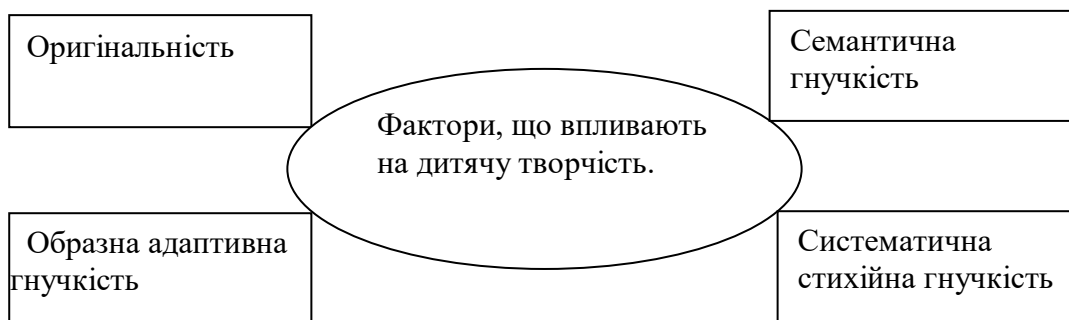 Оригінальність
Семантична
гнучкість
Фактори, що впливають
на дитячу творчість.
Образна адаптивна
гнучкість
Систематична
стихійна гнучкість